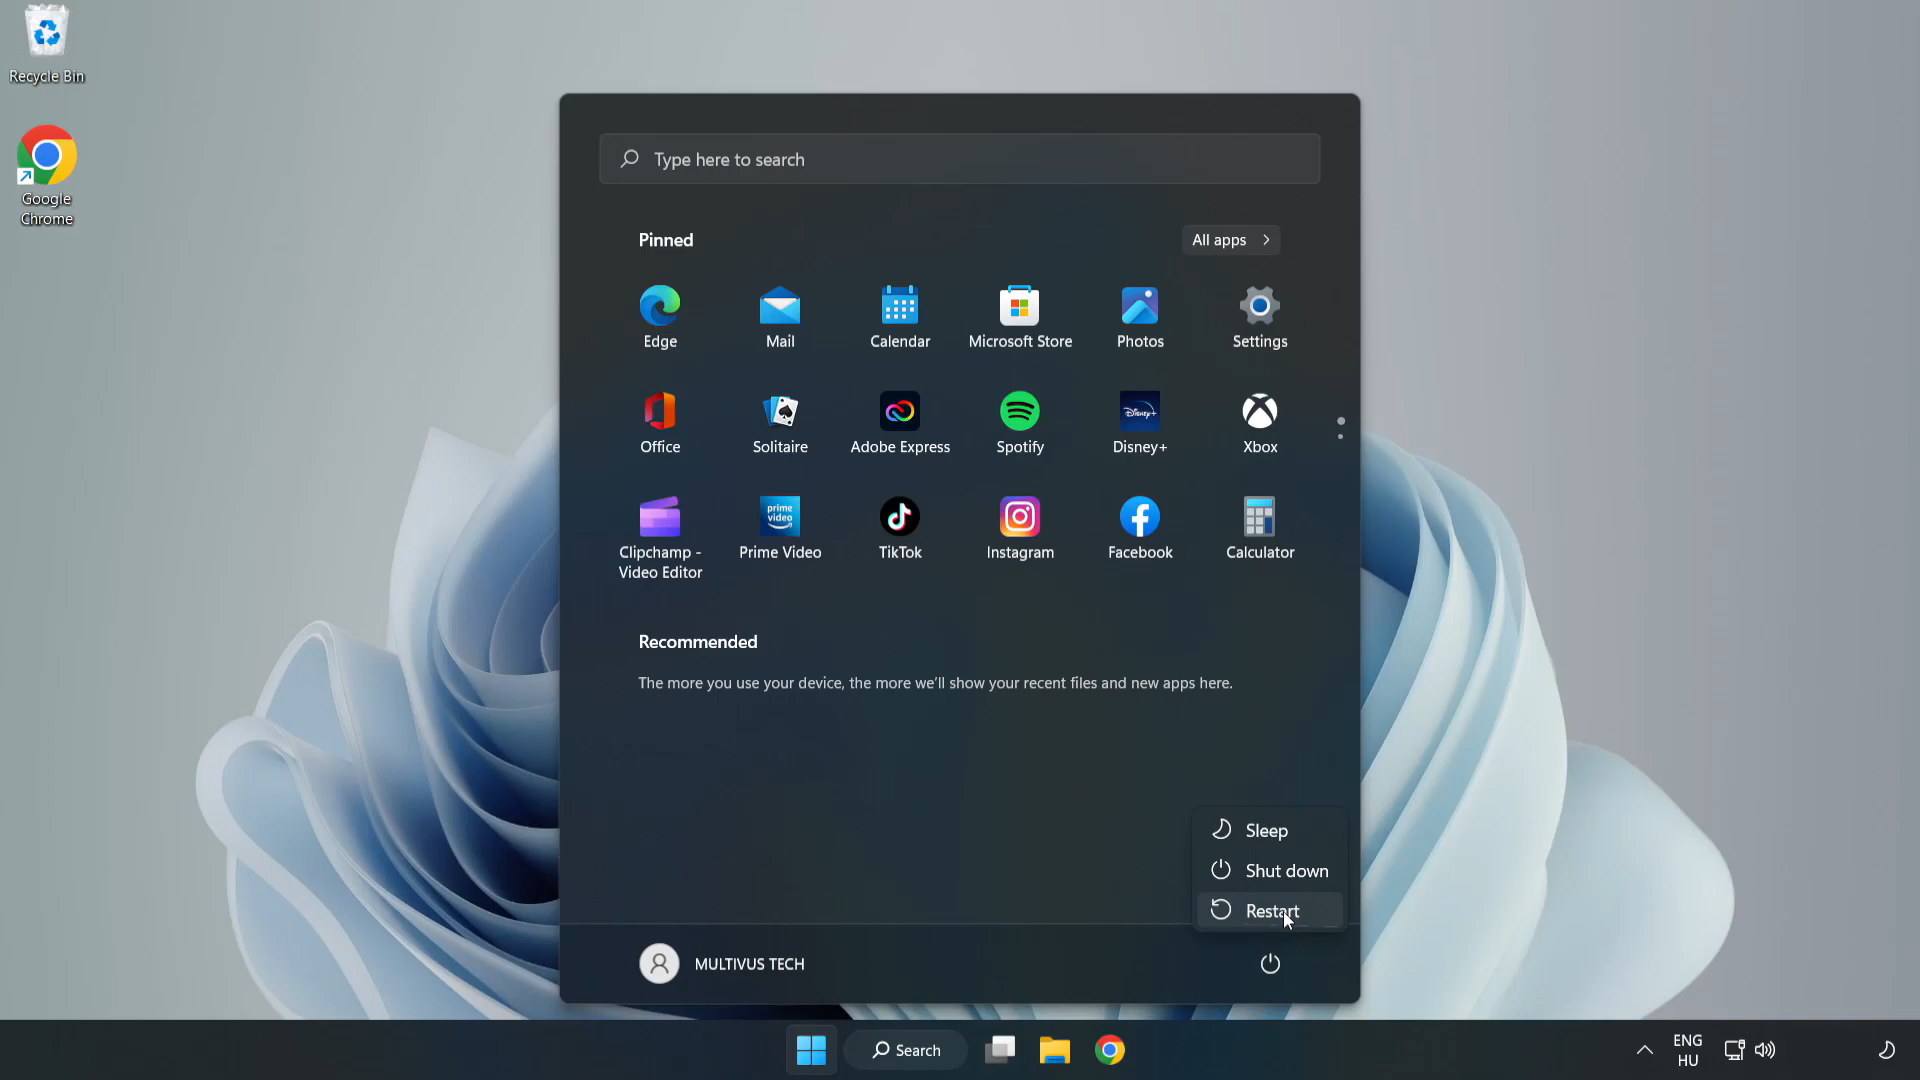 Recycle Bin
Google
Chrome
Type here to search
Pinned
All apps
Edge
Mail
Calendar
Microsoft Store
Photos
Settings
Office
Solitaire
Adobe Express
Spotify
Disney+
Disney+
Xbox
prime
video
Clipchamp -
Video Editor
Prime Video
TikTok
Instagram
Facebook
Calculator
Recommended
The more you use your device, the more we'll show your recent files and new apps here.
Sleep
Shut down
Restart
MULTIVUS TECH
Search
ENG
HU